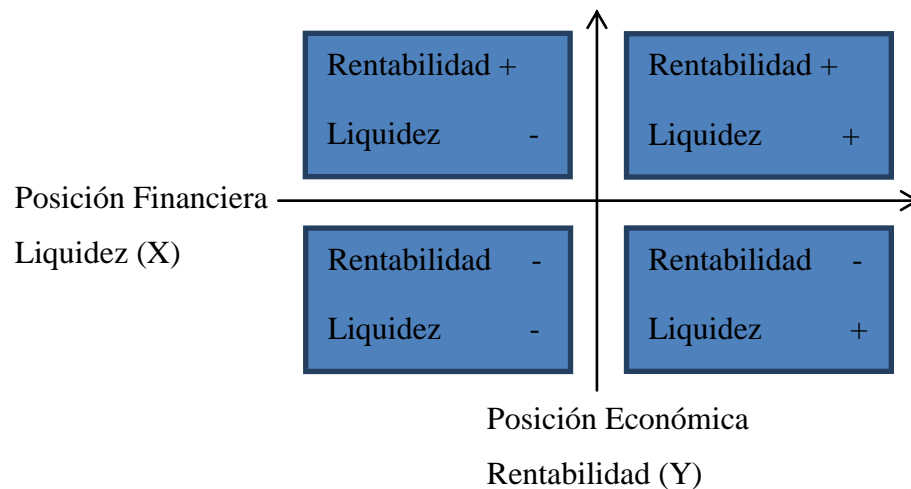 Rentabilidad +
Liquidez -
Rentabilidad +
Liquidez +
Posición Financiera
Liquidez (X)
Rentabilidad -
Liquidez -
Rentabilidad -
Liquidez +
Posición Económica
Rentabilidad (Y)